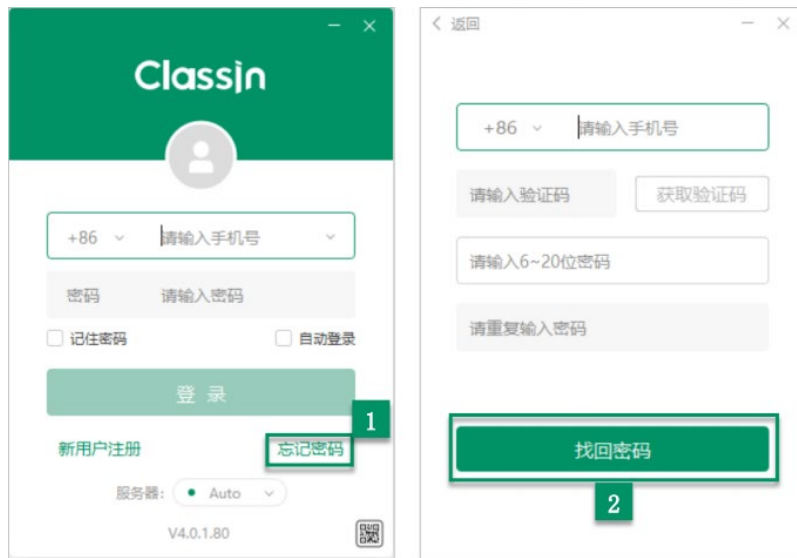 ClassIn
+86 请输入手机号
密码 请输入密码
记住密码 自动登录
登 录
1
新用户注册 忘记密码
服务器: Auto
V4.0.1.80
返回
+86 请输入手机号
请输入验证码 获取验证码
请输入6~20位密码
请重复输入密码
找回密码
2